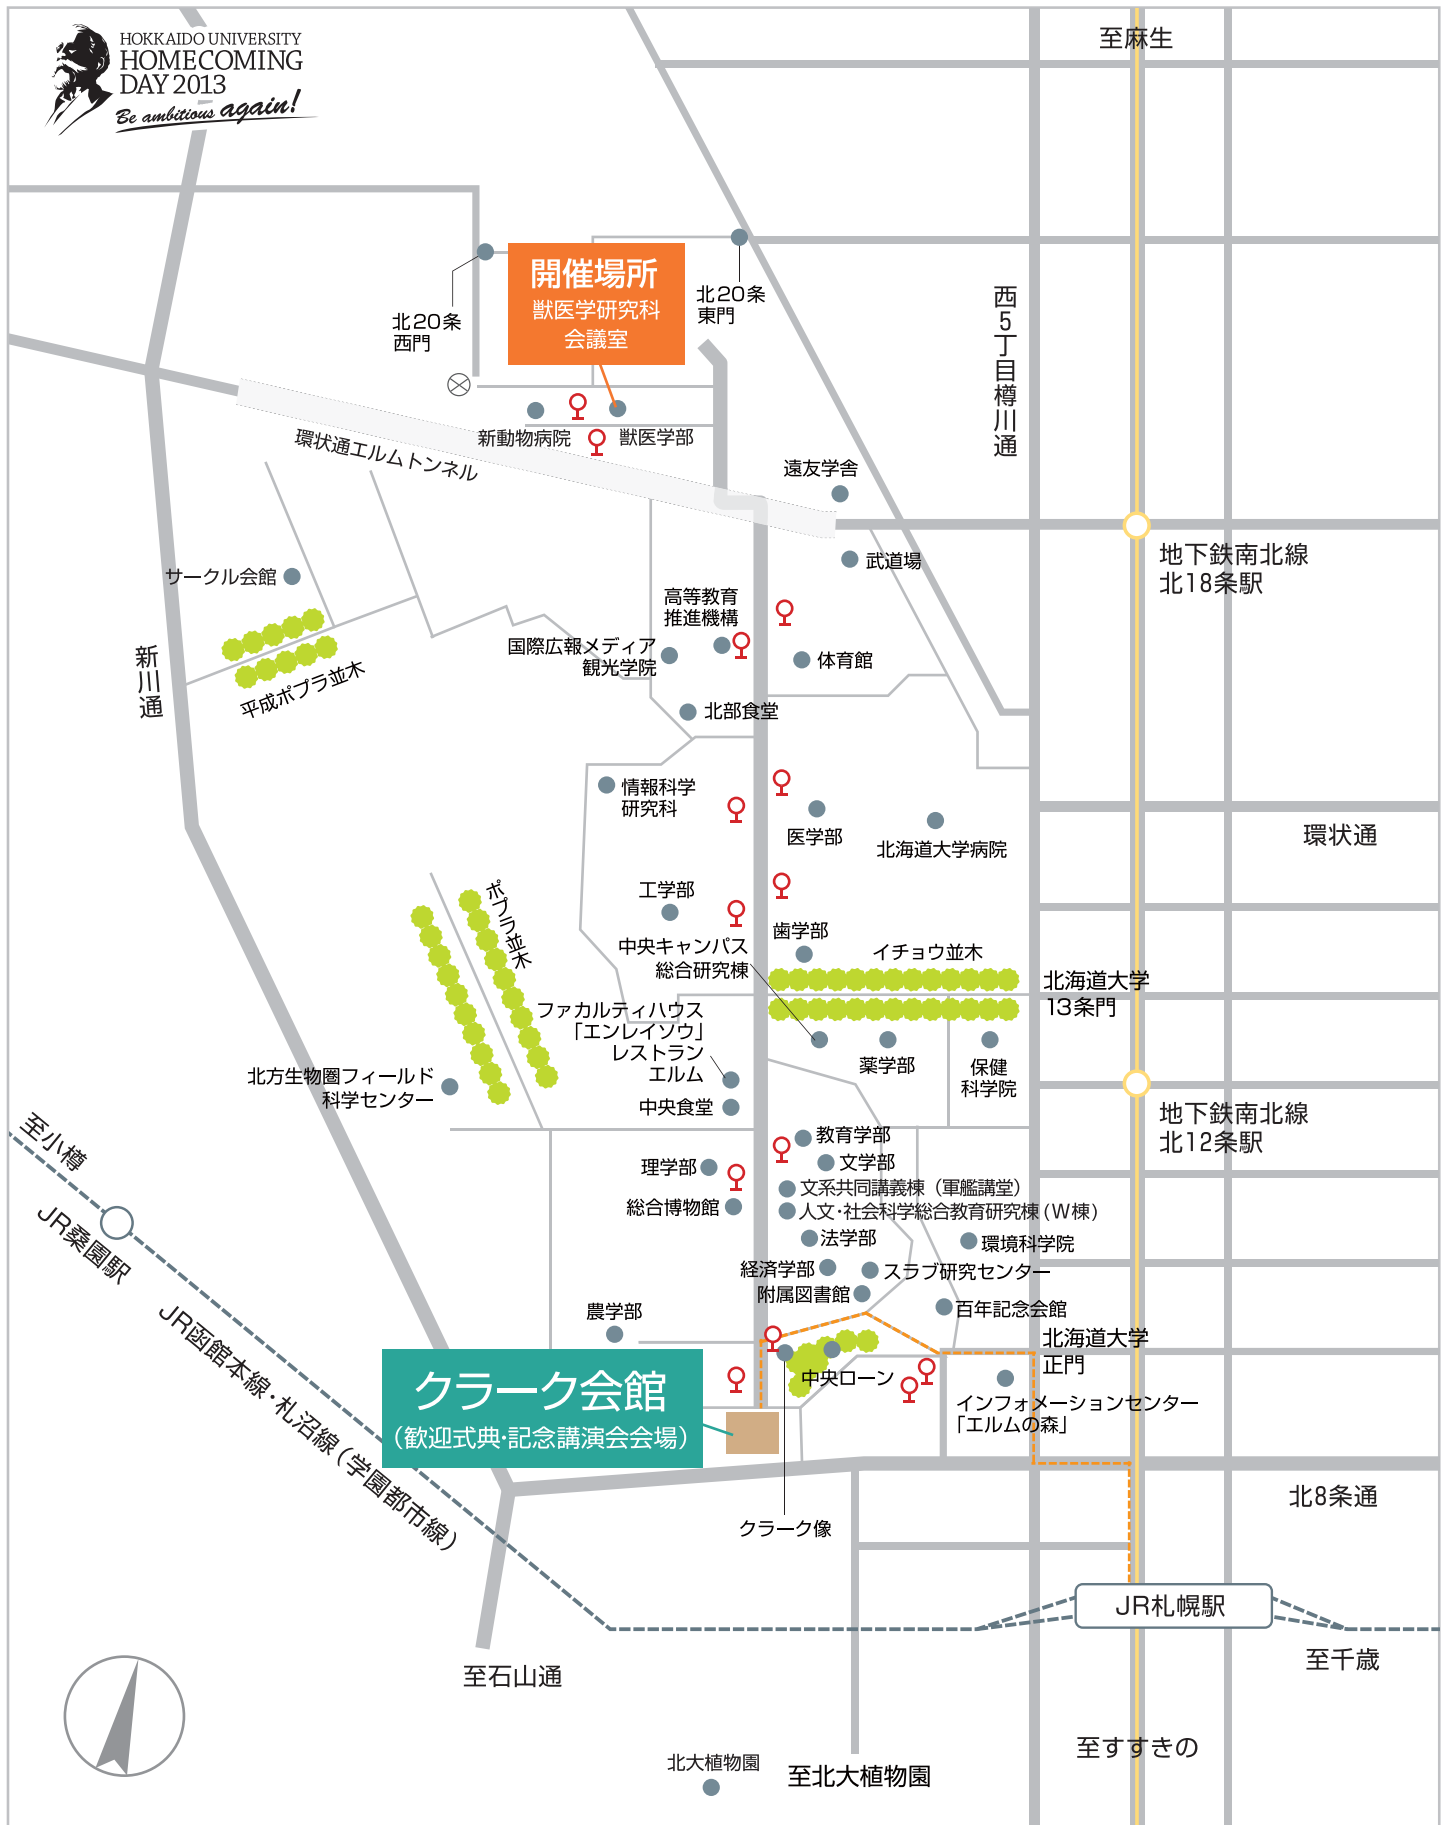 HOKKAIDO UNIVERSITY
HOMECOMING
DAY 2013
Be ambitious again!
至麻生
開催場所
獣医学研究科
会議室
北20条
西門
北20条
東門
西5丁目樽川通
新動物病院
獣医学部
環状通エルムトンネル
遠友学舎
武道場
地下鉄南北線
北18条駅
サークル会館
高等教育
推進機構
国際広報メディア
観光学院
体育館
新川通
平成ポプラ並木
北部食堂
情報科学
研究科
医学部
北海道大学病院
環状通
工学部
ポプラ並木
歯学部
中央キャンパス
総合研究棟
イチョウ並木
北海道大学
13条門
ファカルティハウス
「エンレイソウ」
レストラン
エルム
薬学部
保健
科学院
北方生物圏フィールド
科学センター
中央食堂
地下鉄南北線
北12条駅
至小樽
教育学部
理学部
文学部
文系共同講義棟（軍艦講堂）
総合博物館
人文・社会科学総合教育研究棟(W棟)
JR桑園駅
法学部
環境科学院
経済学部
スラブ研究センター
附属図書館
百年記念会館
農学部
北海道大学
正門
JR函館本線・札沼線(学園都市線)
クラーク会館
（歓迎式典・記念講演会会場）
中央ローン
インフォメーションセンター
「エルムの森」
北8条通
クラーク像
JR札幌駅
至千歳
至石山通
至すすきの
北大植物園
至北大植物園